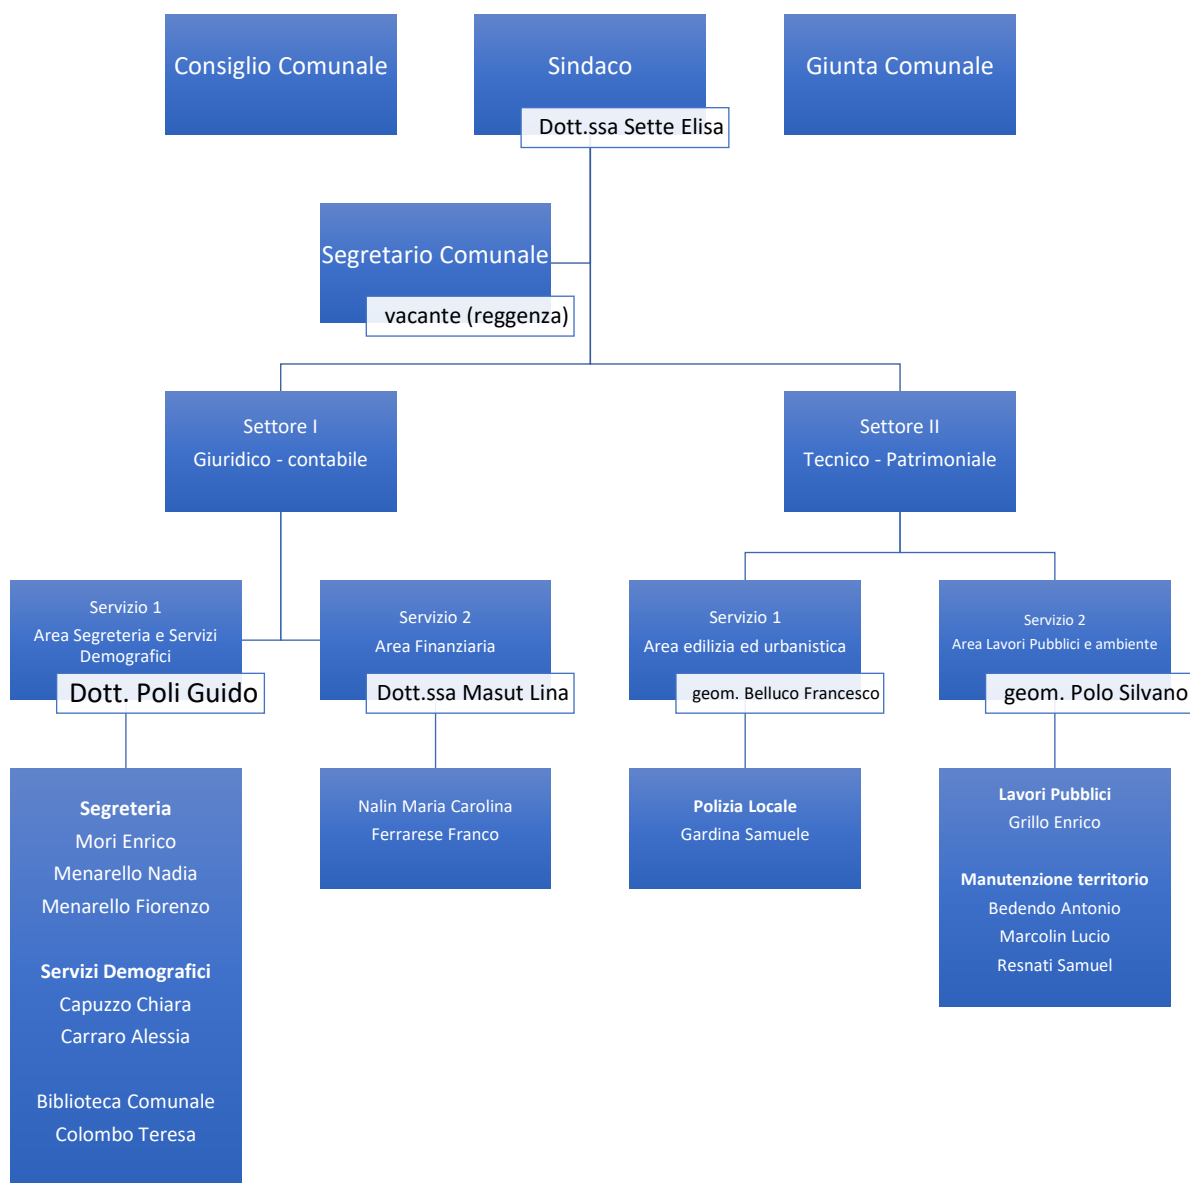 Consiglio Comunale
Sindaco
Dott.ssa Sette Elisa
Giunta Comunale
Segretario Comunale
vacante (reggenza)
Settore I
Giuridico - contabile
Settore II
Tecnico - Patrimoniale
Servizio 1
Area Segreteria e Servizi
Demografici
Dott. Poli Guido
Servizio 2
Area Finanziaria
Dott.ssa Masut Lina
Servizio 1
Area edilizia ed urbanistica
geom. Belluco Francesco
Servizio 2
Area Lavori Pubblici e ambiente
geom. Polo Silvano
Segreteria
Mori Enrico
Menarello Nadia
Menarello Fiorenzo
Servizi Demografici
Capuzzo Chiara
Carraro Alessia
Biblioteca Comunale
Colombo Teresa
Nalin Maria Carolina
Ferrarese Franco
Polizia Locale
Gardina Samuele
Lavori Pubblici
Grillo Enrico
Manutenzione territorio
Bedendo Antonio
Marcolin Lucio
Resnati Samuel